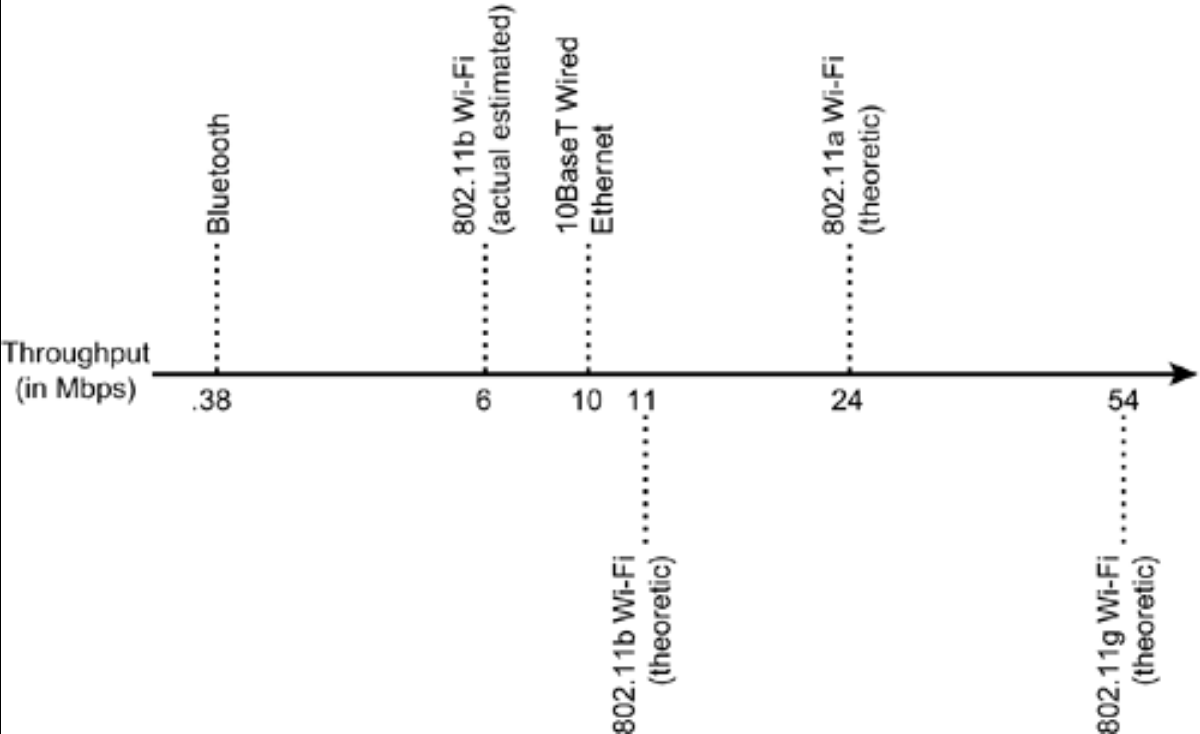 Bluetooth
802.11b Wi-Fi
(actual estimated)
10BaseT Wired
Ethernet
802.11a Wi-Fi
(theoretic)
Throughput
(in Mbps)
.38
6
10
11
24
54
802.11b Wi-Fi
(theoretic)
802.11g Wi-Fi
(theoretic)